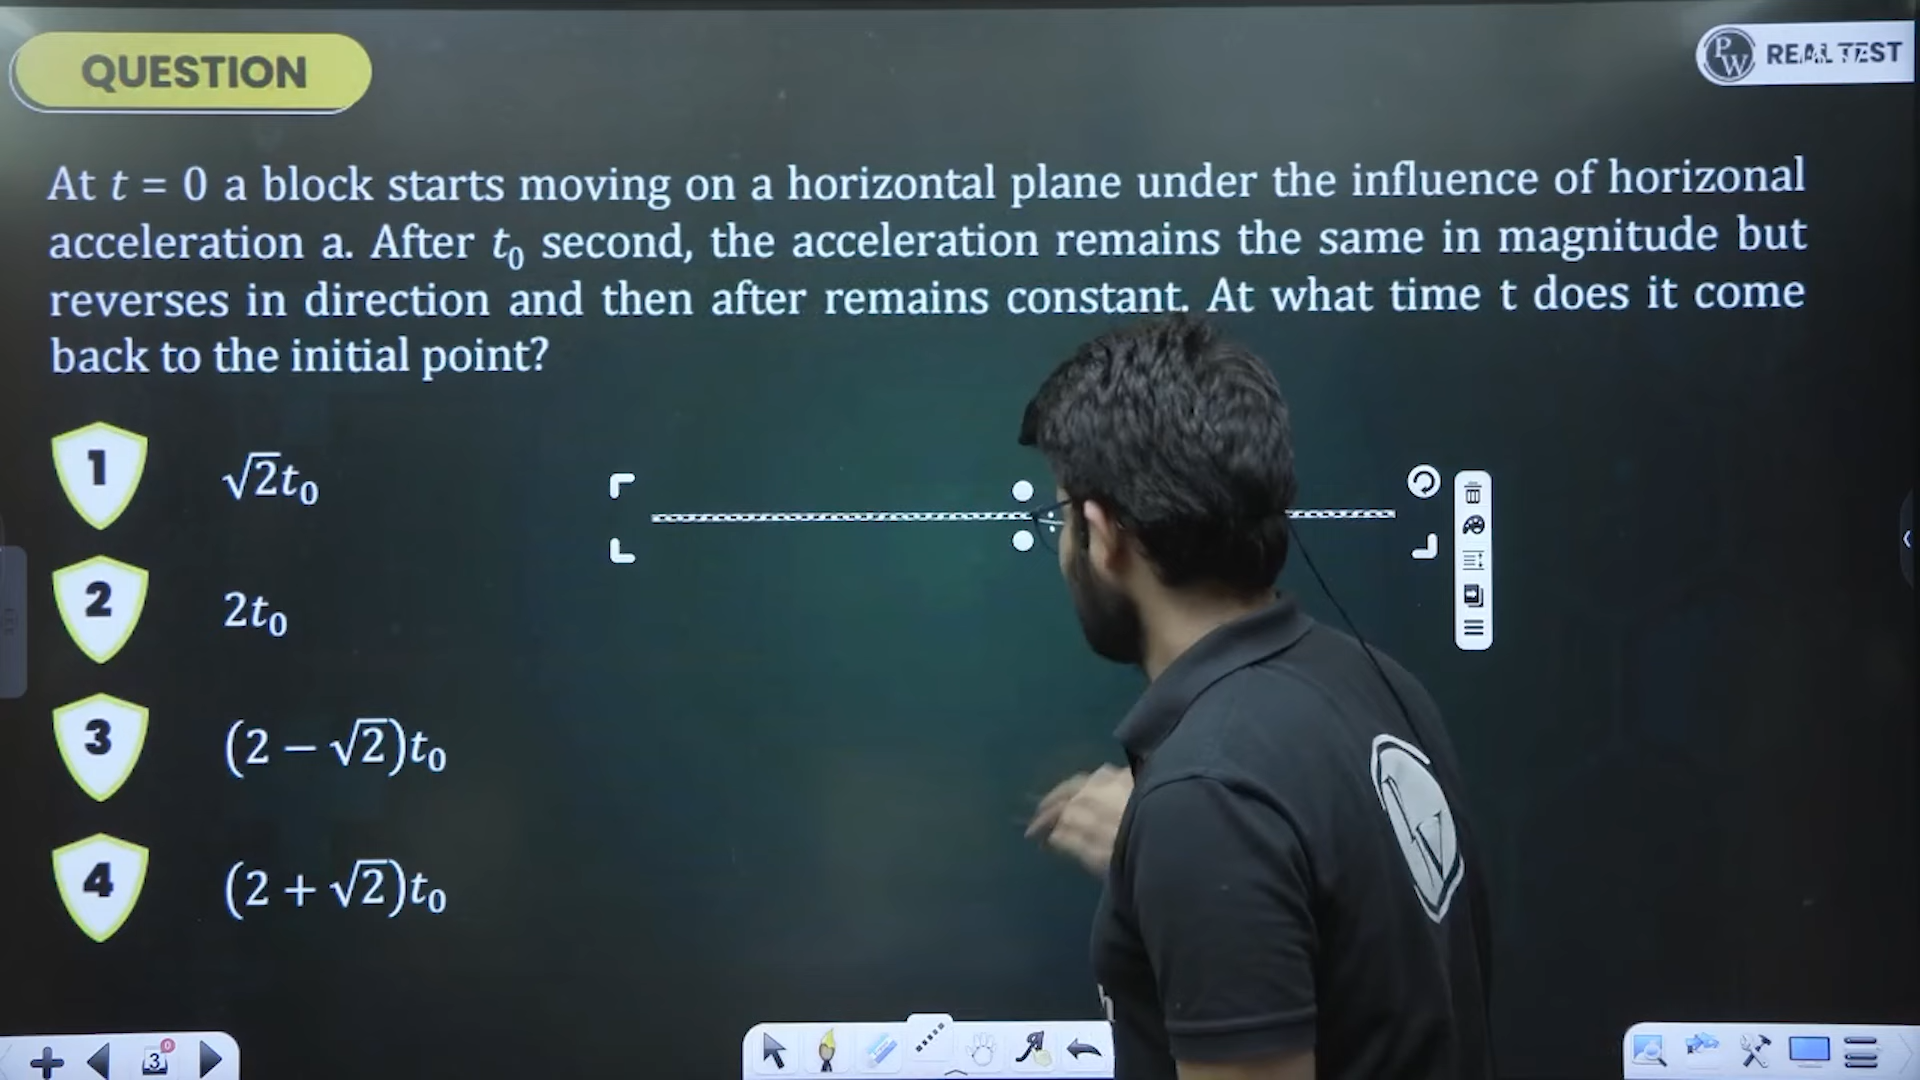 QUESTION
PW REAL TEST
At t = 0 a block starts moving on a horizontal plane under the influence of horizonal
acceleration a. After t₀ second, the acceleration remains the same in magnitude but
reverses in direction and then after remains constant. At what time t does it come
back to the initial point?
1 √2t₀
2 2t₀
3 (2 − √2)t₀
4 (2 + √2)t₀
3
0